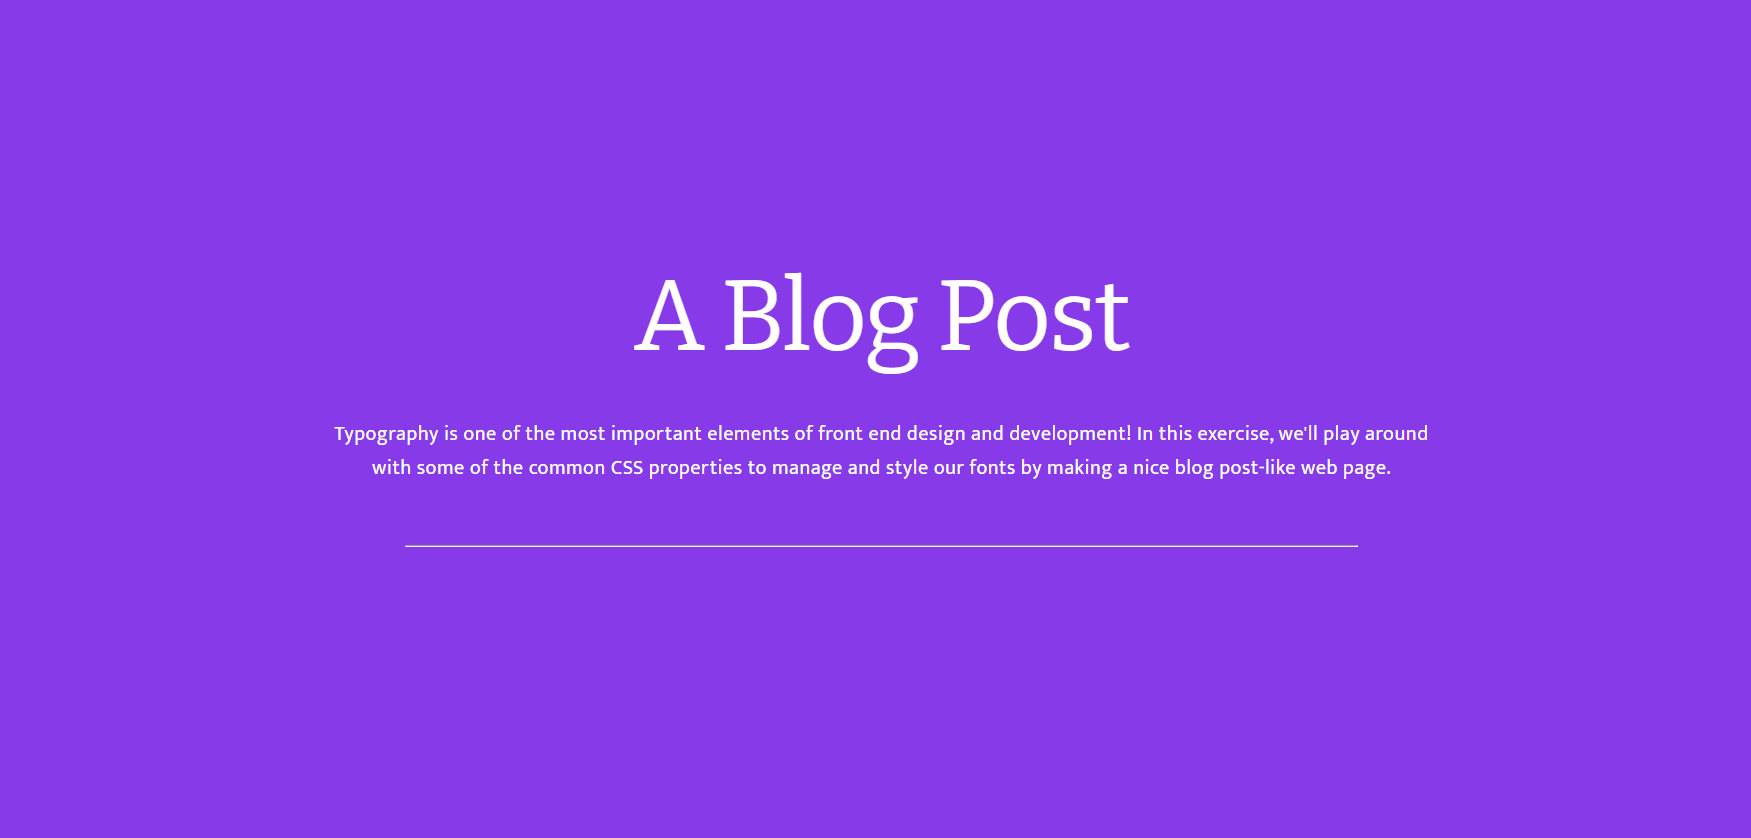 A Blog Post
Typography is one of the most important elements of front end design and development! In this exercise, we'll play around
with some of the common CSS properties to manage and style our fonts by making a nice blog post-like web page.